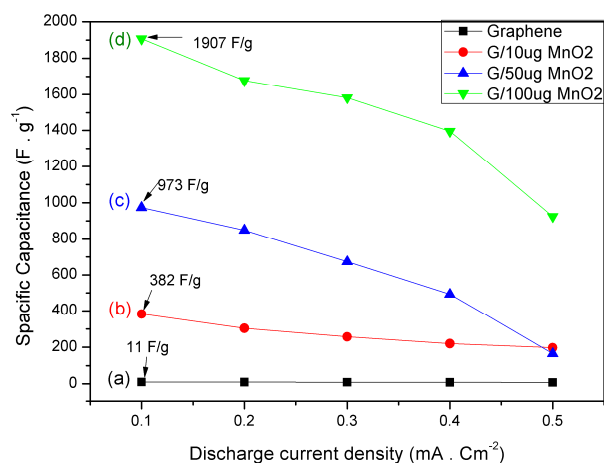 2200
2000
1800
1600
1400
1200
1000
800
600
400
200
0
Spacific Capacitance (F . g⁻¹)
(d)
1907 F/g
Graphene
G/10ug MnO2
G/50ug MnO2
G/100ug MnO2
(c)
973 F/g
(b)
382 F/g
(a)
11 F/g
0.1 0.2 0.3 0.4 0.5
Discharge current density (mA . Cm⁻²)